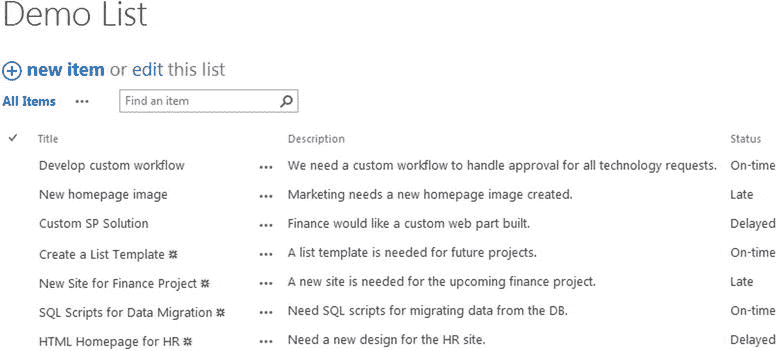 Demo List
new item or edit this list
All Items ... Find an item
Title Description Status
Develop custom workflow ... We need a custom workflow to handle approval for all technology requests. On-time
New homepage image ... Marketing needs a new homepage image created. Late
Custom SP Solution ... Finance would like a custom web part built. Delayed
Create a List Template ... A list template is needed for future projects. On-time
New Site for Finance Project ... A new site is needed for the upcoming finance project. Late
SQL Scripts for Data Migration ... Need SQL scripts for migrating data from the DB. On-time
HTML Homepage for HR ... Need a new design for the HR site. Delayed